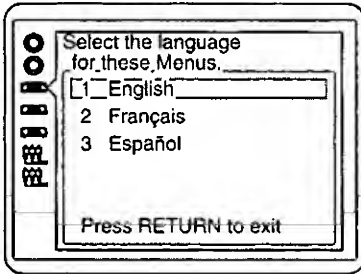 Select the language
for these Menus.
1 English
2 Français
3 Español
Press RETURN to exit